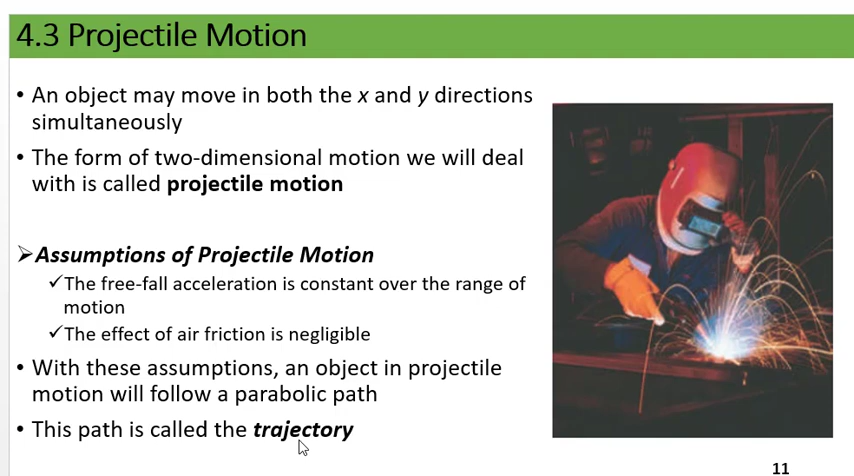 4.3 Projectile Motion
• An object may move in both the x and y directions
simultaneously
• The form of two-dimensional motion we will deal
with is called projectile motion
➢Assumptions of Projectile Motion
✓The free-fall acceleration is constant over the range of
motion
✓The effect of air friction is negligible
• With these assumptions, an object in projectile
motion will follow a parabolic path
• This path is called the trajectory
11